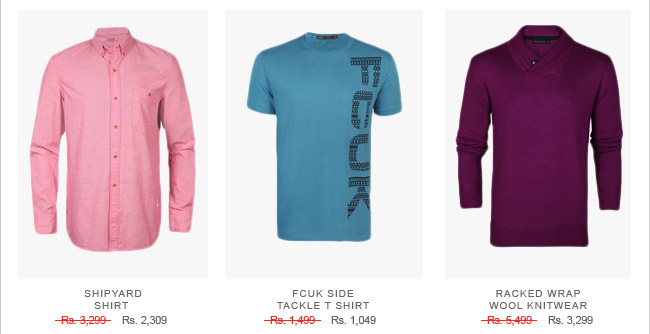 FCUK
SHIPYARD
SHIRT
Rs. 3,299 Rs. 2,309
FCUK SIDE
TACKLE T SHIRT
Rs. 1,499 Rs. 1,049
RACKED WRAP
WOOL KNITWEAR
Rs. 5,499 Rs. 3,299